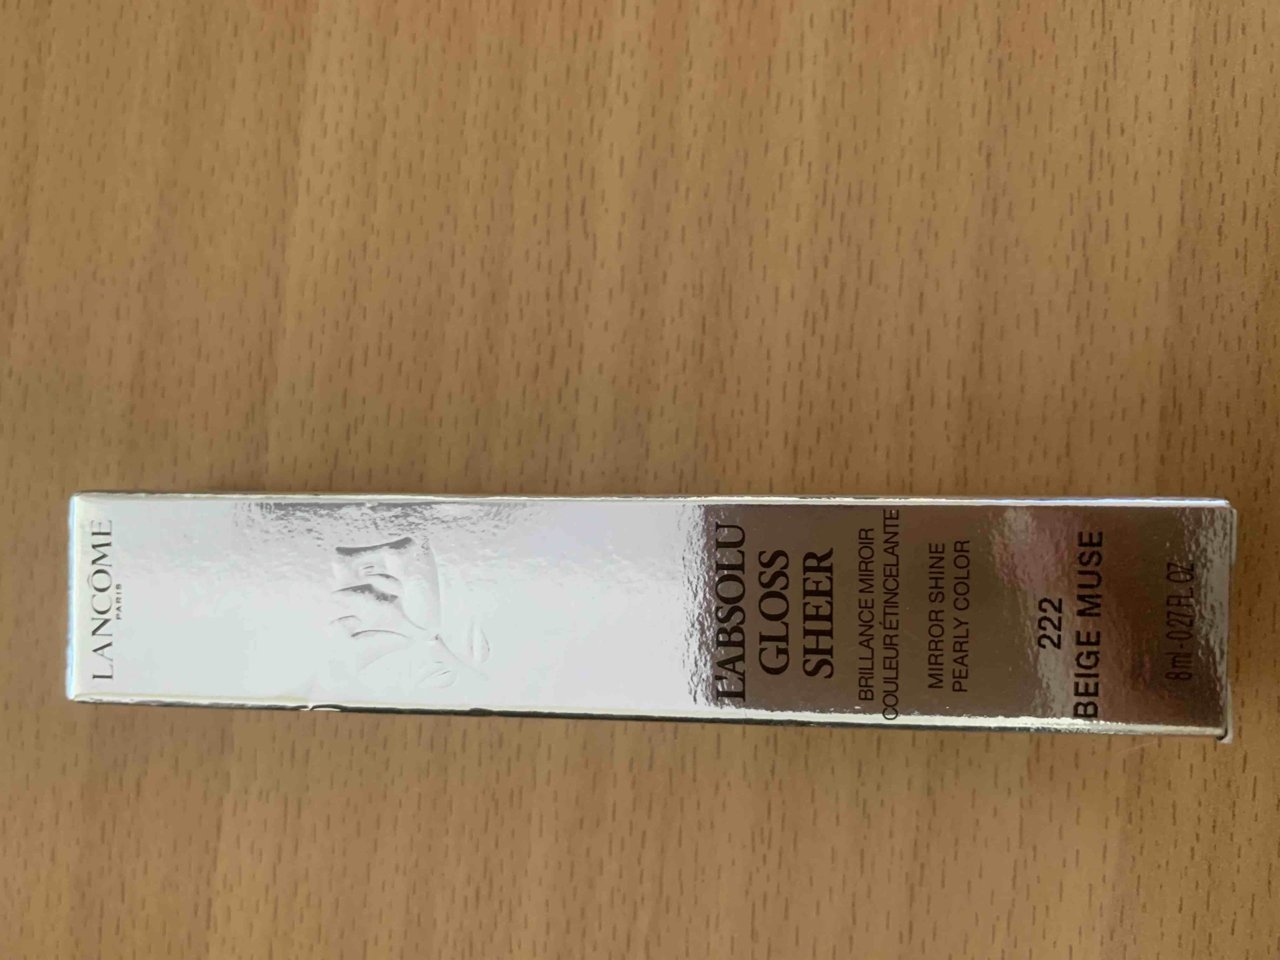 LANCÔME
PARIS
L'ABSOLU
GLOSS
SHEER
BRILLANCE MIROIR
COULEUR ÉTINCELANTE
MIRROR SHINE
PEARLY COLOR
222
BEIGE MUSE
8 ml - 0.27 FL. OZ.